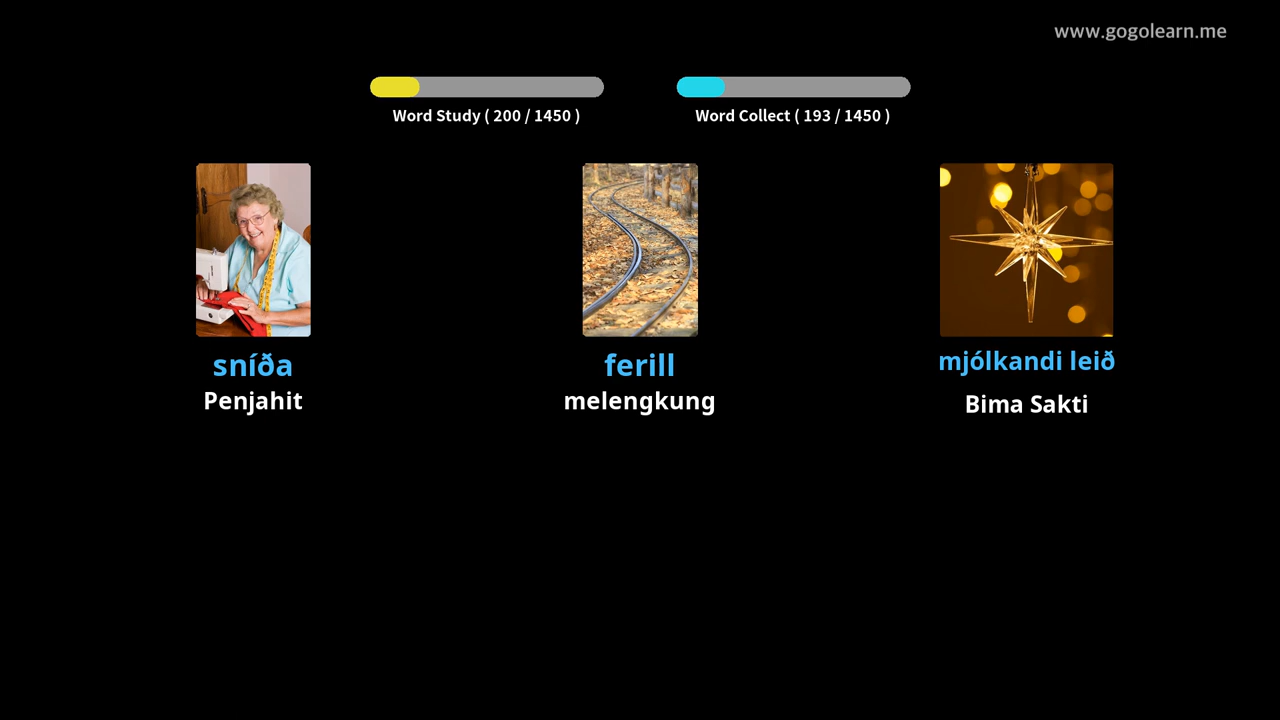 www.gogolearn.me
Word Study ( 200 / 1450 )
Word Collect ( 193 / 1450 )
sníða
Penjahit
ferill
melengkung
mjólkandi leið
Bima Sakti